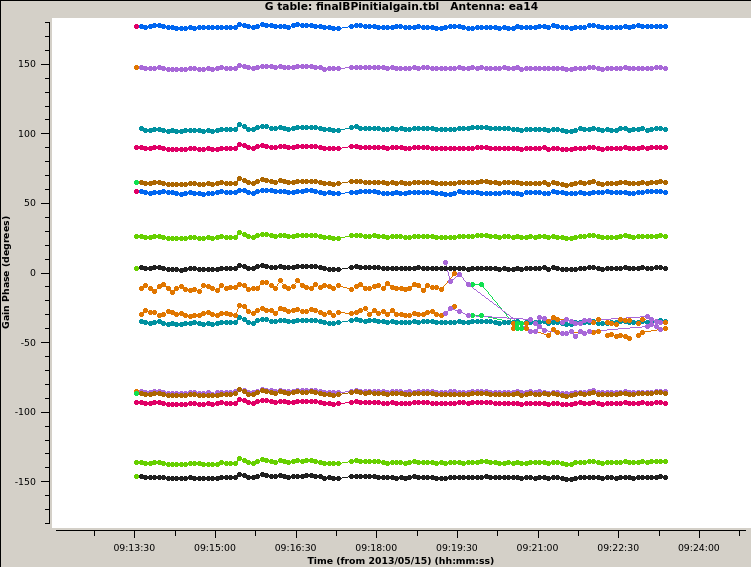 G table: finalBPinitialgain.tbl   Antenna: ea14
150
100
50
0
-50
-100
-150
Gain Phase (degrees)
09:13:30 09:15:00 09:16:30 09:18:00 09:19:30 09:21:00 09:22:30 09:24:00
Time (from 2013/05/15) (hh:mm:ss)